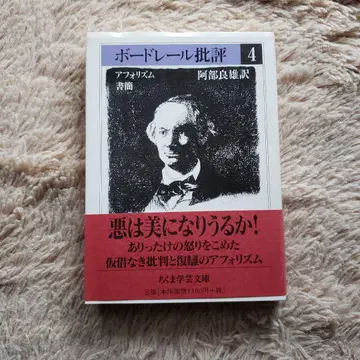 ボードレール批評 4
アフォリズム
書簡
阿部良雄訳
悪は美になりうるか!
ありったけの怒りをこめた
仮借なき批判と復讐のアフォリズム
ちくま学芸文庫